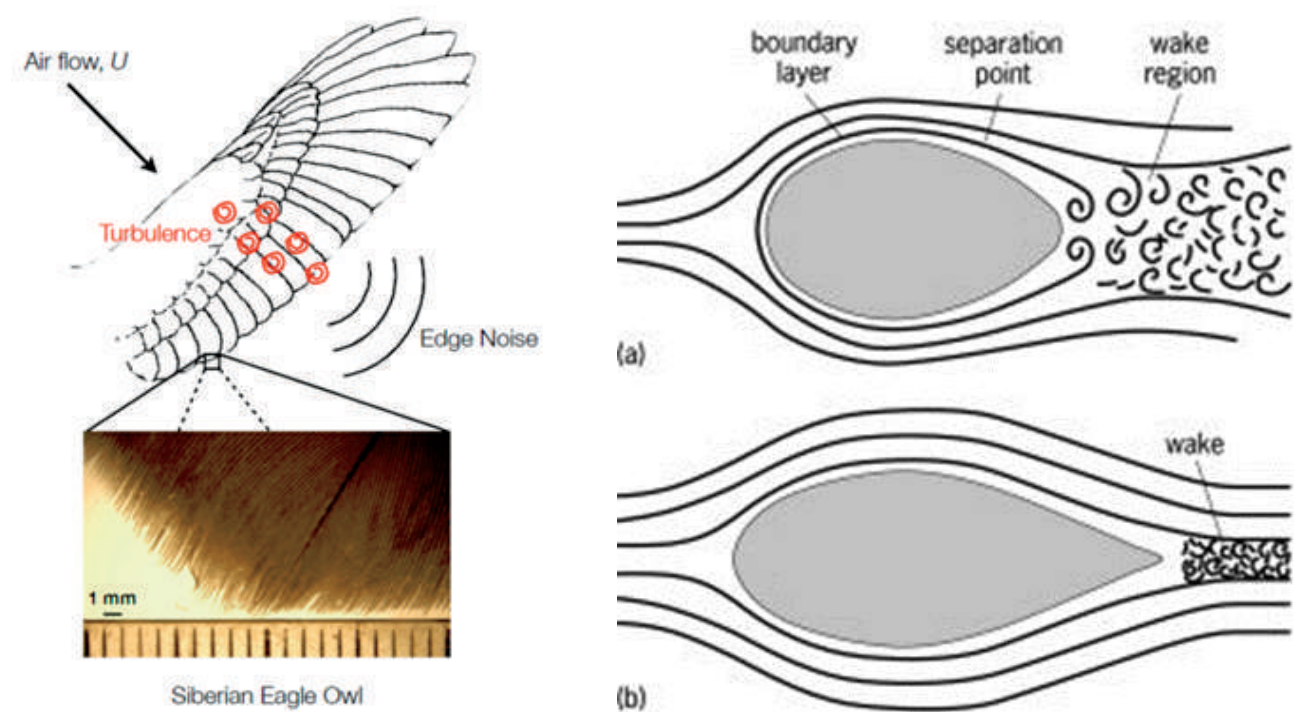 Air flow, U
Turbulence
Edge Noise
1 mm
Siberian Eagle Owl
boundary
layer
separation
point
wake
region
(a)
wake
(b)